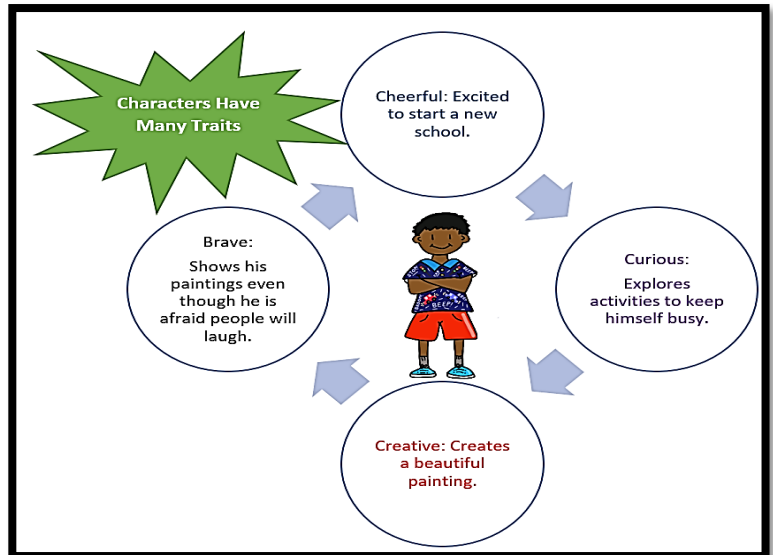 Characters Have
Many Traits
Cheerful: Excited
to start a new
school.
Curious:
Explores
activities to keep
himself busy.
Creative: Creates
a beautiful
painting.
Brave:
Shows his
paintings even
though he is
afraid people will
laugh.
BEEP!